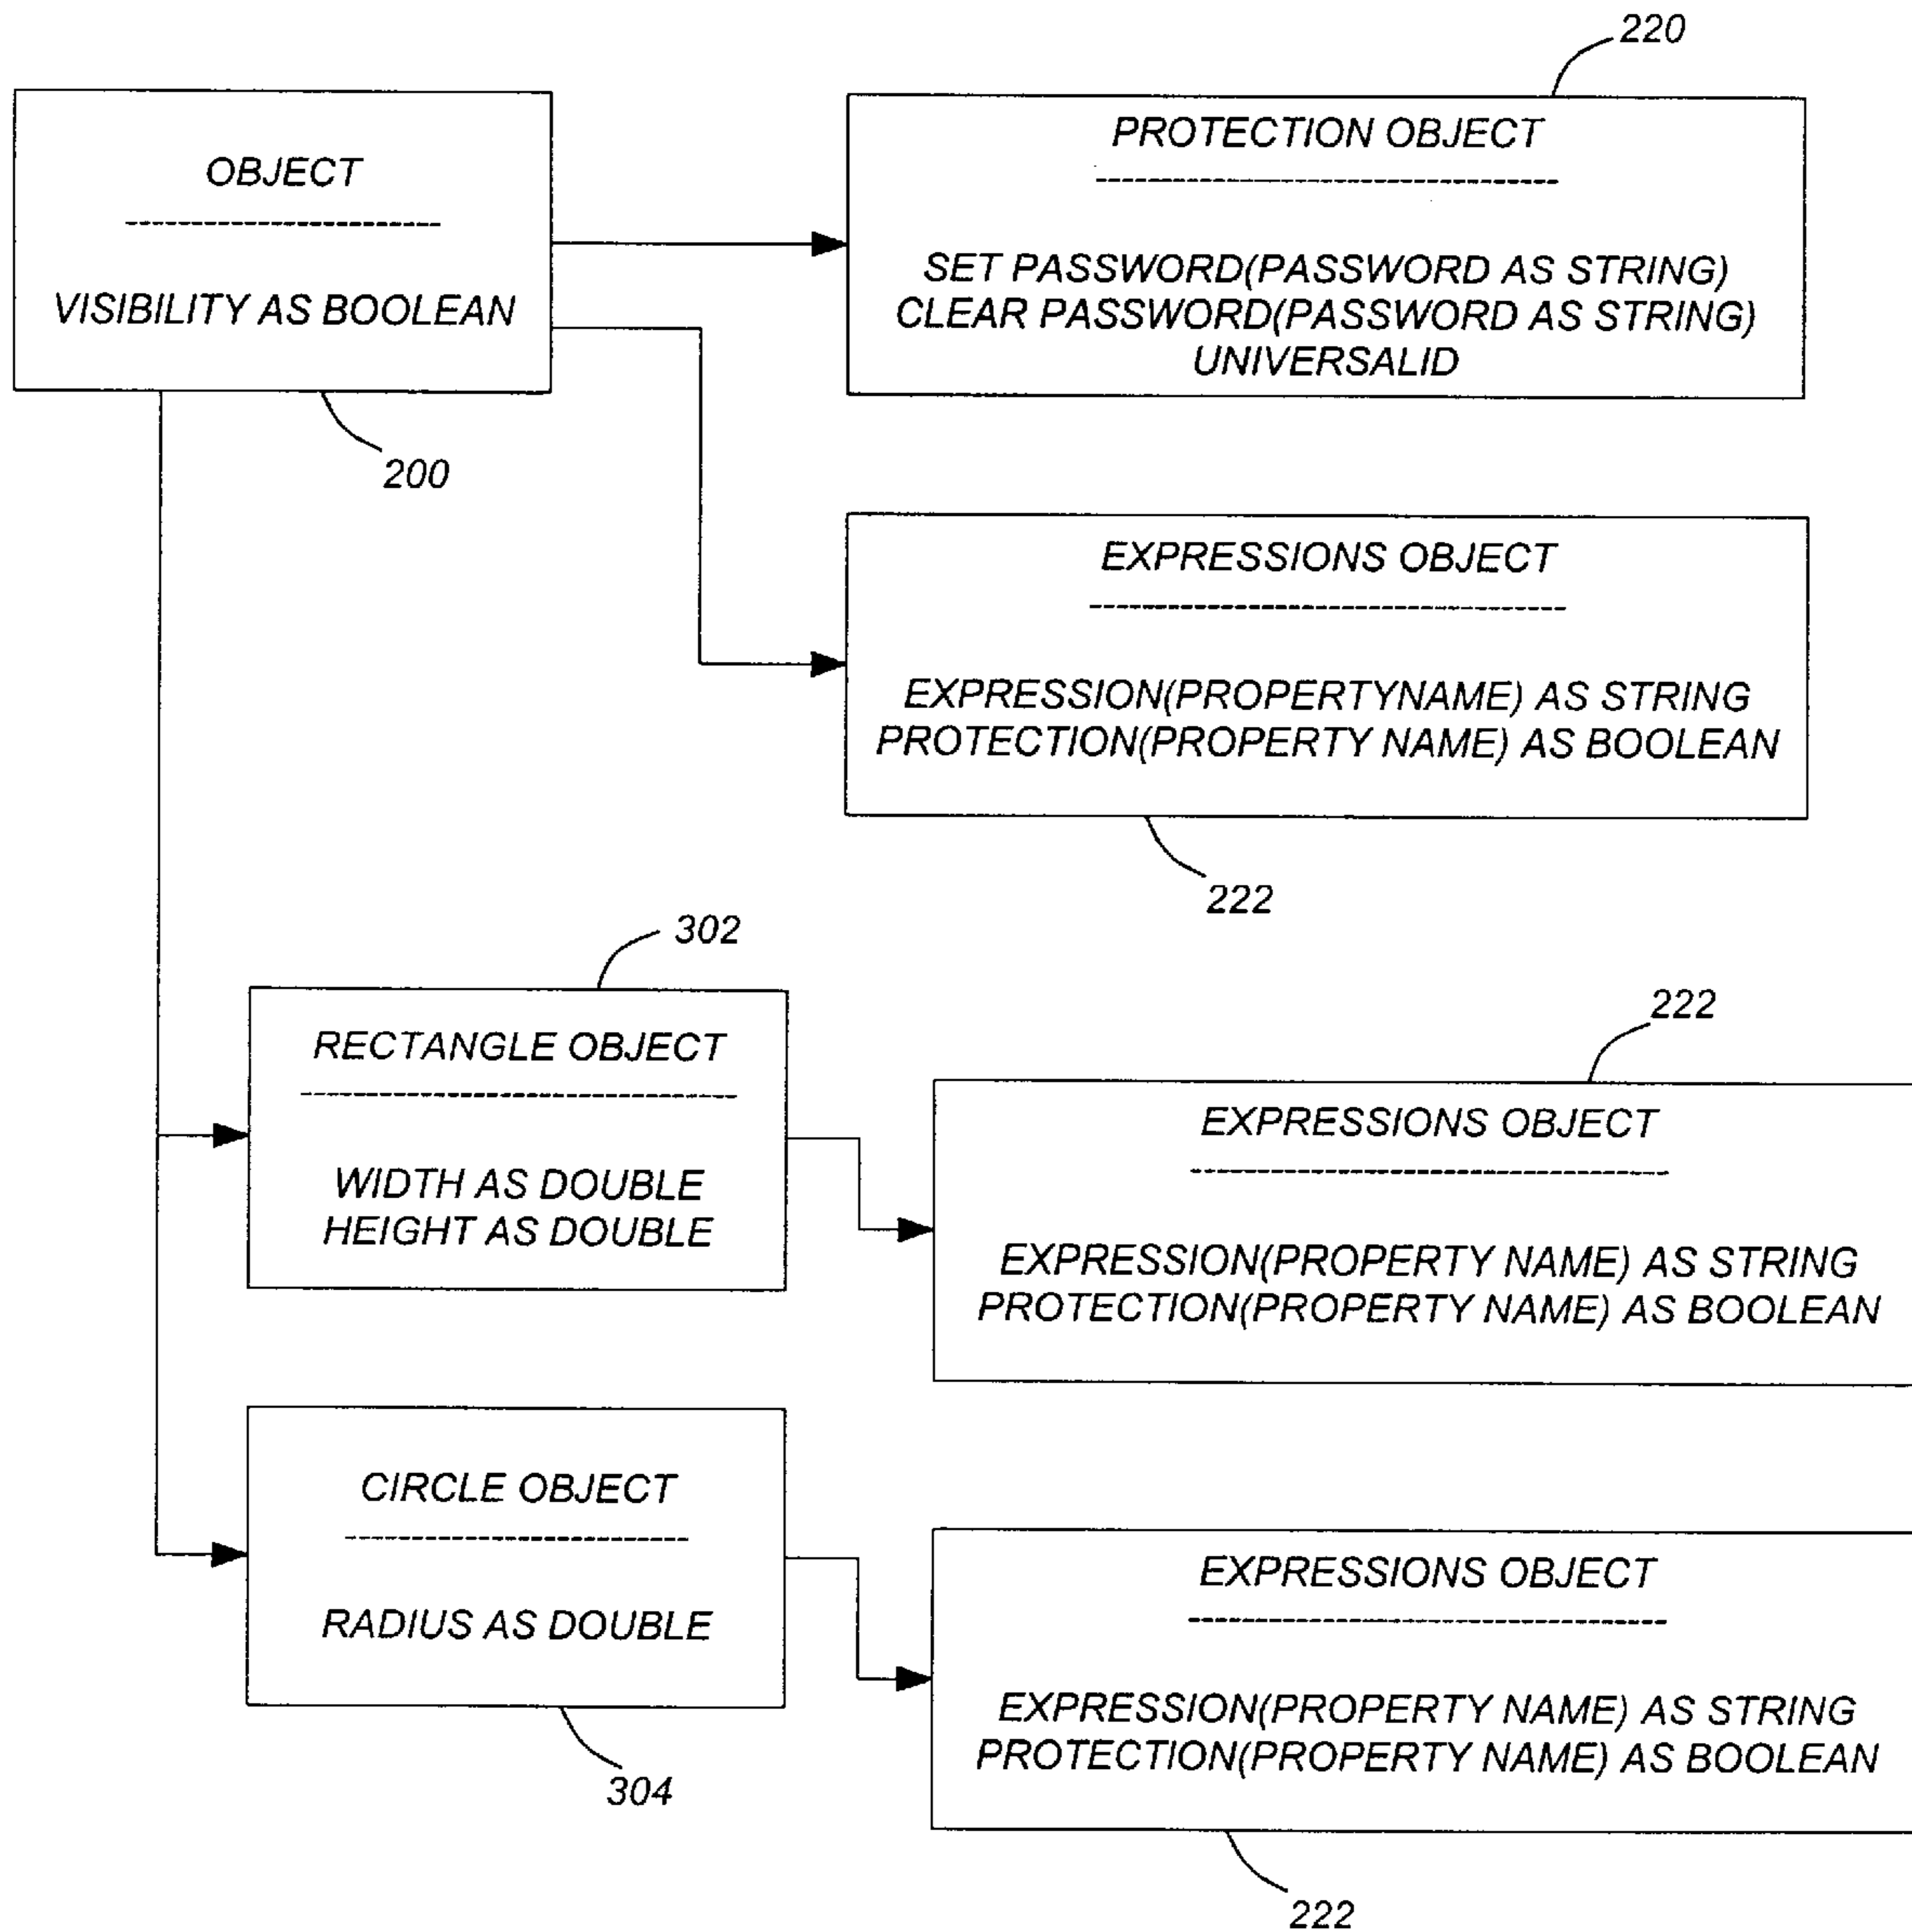 220
OBJECT
VISIBILITY AS BOOLEAN
200
PROTECTION OBJECT
SET PASSWORD(PASSWORD AS STRING)
CLEAR PASSWORD(PASSWORD AS STRING)
UNIVERSALID
EXPRESSIONS OBJECT
EXPRESSION(PROPERTYNAME) AS STRING
PROTECTION(PROPERTY NAME) AS BOOLEAN
222
302
RECTANGLE OBJECT
WIDTH AS DOUBLE
HEIGHT AS DOUBLE
222
EXPRESSIONS OBJECT
EXPRESSION(PROPERTY NAME) AS STRING
PROTECTION(PROPERTY NAME) AS BOOLEAN
CIRCLE OBJECT
RADIUS AS DOUBLE
304
EXPRESSIONS OBJECT
EXPRESSION(PROPERTY NAME) AS STRING
PROTECTION(PROPERTY NAME) AS BOOLEAN
222